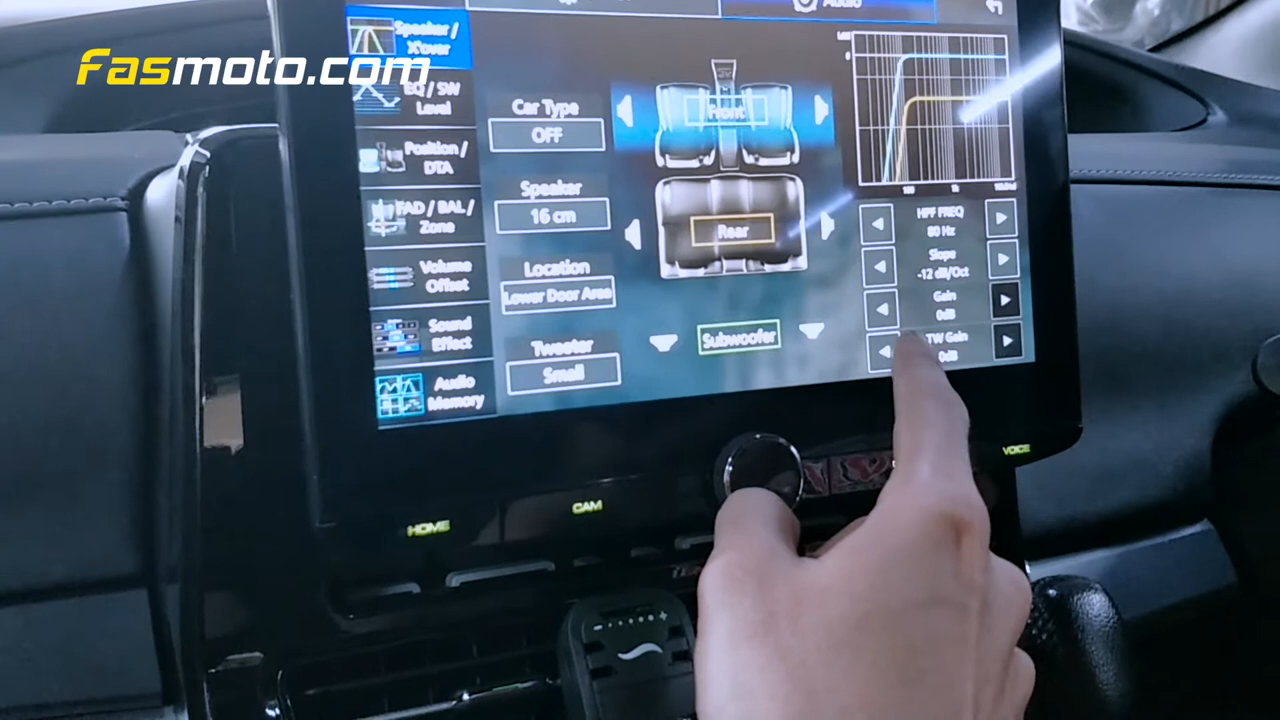 Fasmoto.com
Audio
Speaker /
X'over
EQ / SW
Level
Position /
DTA
FAD / BAL /
Zone
Volume
Offset
Sound
Effect
Audio
Memory
Car Type
OFF
Speaker
16 cm
Location
Lower Door Area
Tweeter
Small
Front
Rear
Subwoofer
HPF FREQ
80 Hz
Slope
-12 dB/Oct
Gain
0dB
TW Gain
0dB
HOME
CAM
VOICE